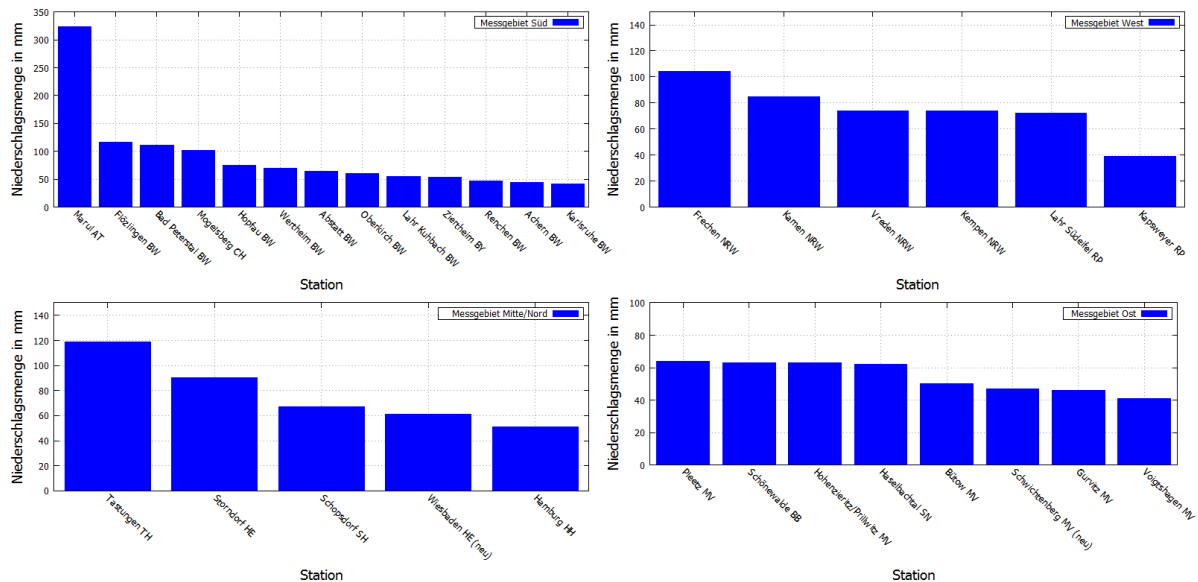 Niederschlagsmenge in mm
350
300
250
200
150
100
50
0
Messgebiet Süd
Marul AT
Flözlingen BW
Bad Peterstal BW
Mogelsberg CH
Hopfau BW
Wertheim BW
Abstatt BW
Oberkirch BW
Lahr Kuhbach BW
Ziertheim BY
Renchen BW
Achern BW
Karlsruhe BW
Station
Niederschlagsmenge in mm
140
120
100
80
60
40
20
0
Messgebiet West
Frechen NRW
Kamen NRW
Vreden NRW
Kempen NRW
Lahr Südeifel RP
Kapsweyer RP
Station
Niederschlagsmenge in mm
140
120
100
80
60
40
20
0
Messgebiet Mitte/Nord
Tastungen TH
Storndorf HE
Schopsdorf SH
Wiesbaden HE (neu)
Hamburg HH
Station
Niederschlagsmenge in mm
100
80
60
40
20
0
Messgebiet Ost
Pleetz MV
Schönewalde BB
Hohenzieritz/Prillwitz MV
Haselbachtal SN
Bütow MV
Schwichtenberg MV (neu)
Gurvitz MV
Voigtshagen MV
Station